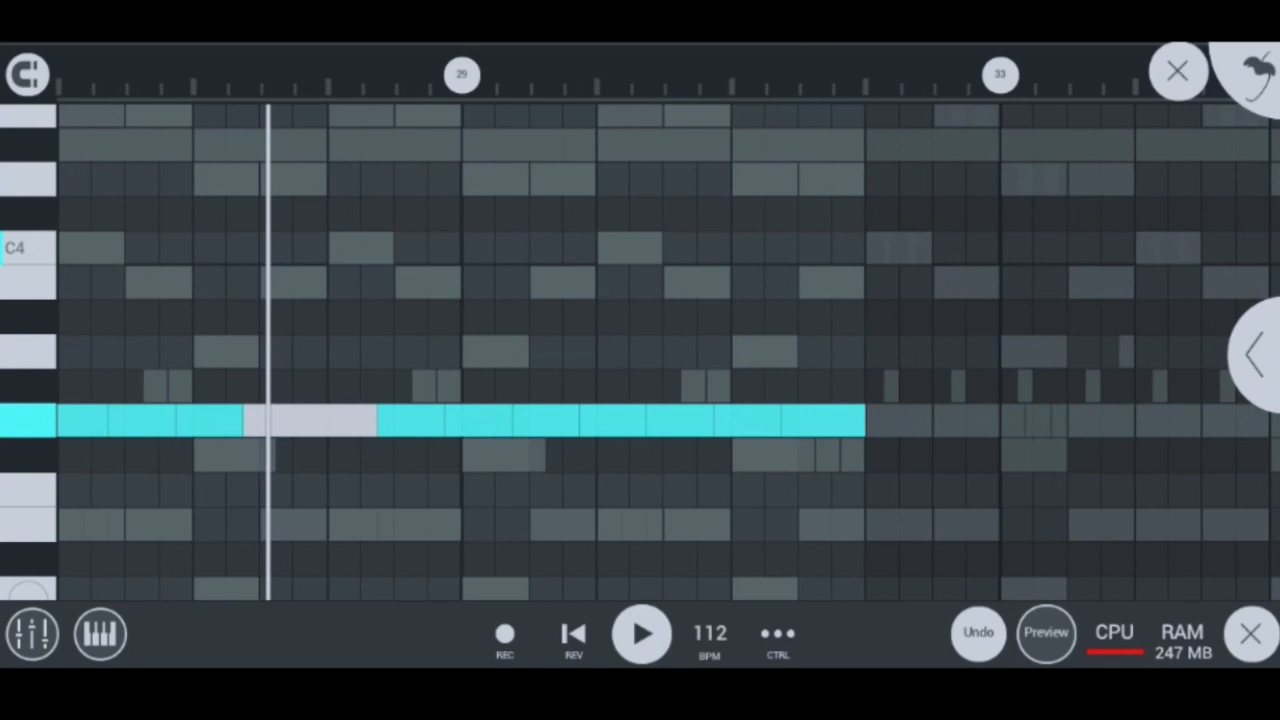 29
33
C4
REC
REV
112
BPM
•••
CTRL
Undo
Preview
CPU
RAM
247 MB